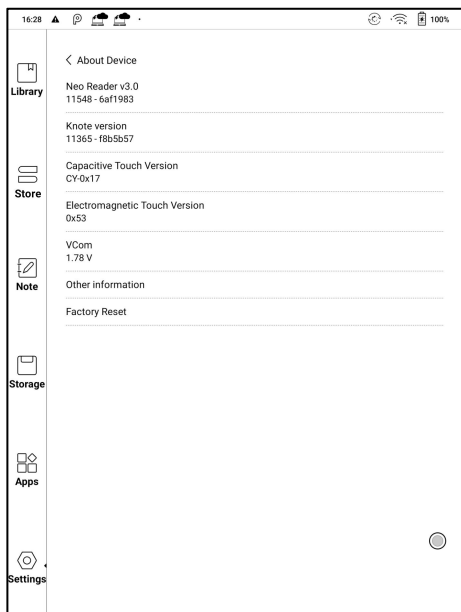 16:28
100%
Library
Store
Note
Storage
Apps
Settings
About Device
Neo Reader v3.0
11548 - 6af1983
Knote version
11365 - f8b5b57
Capacitive Touch Version
CY-0x17
Electromagnetic Touch Version
0x53
VCom
1.78 V
Other information
Factory Reset